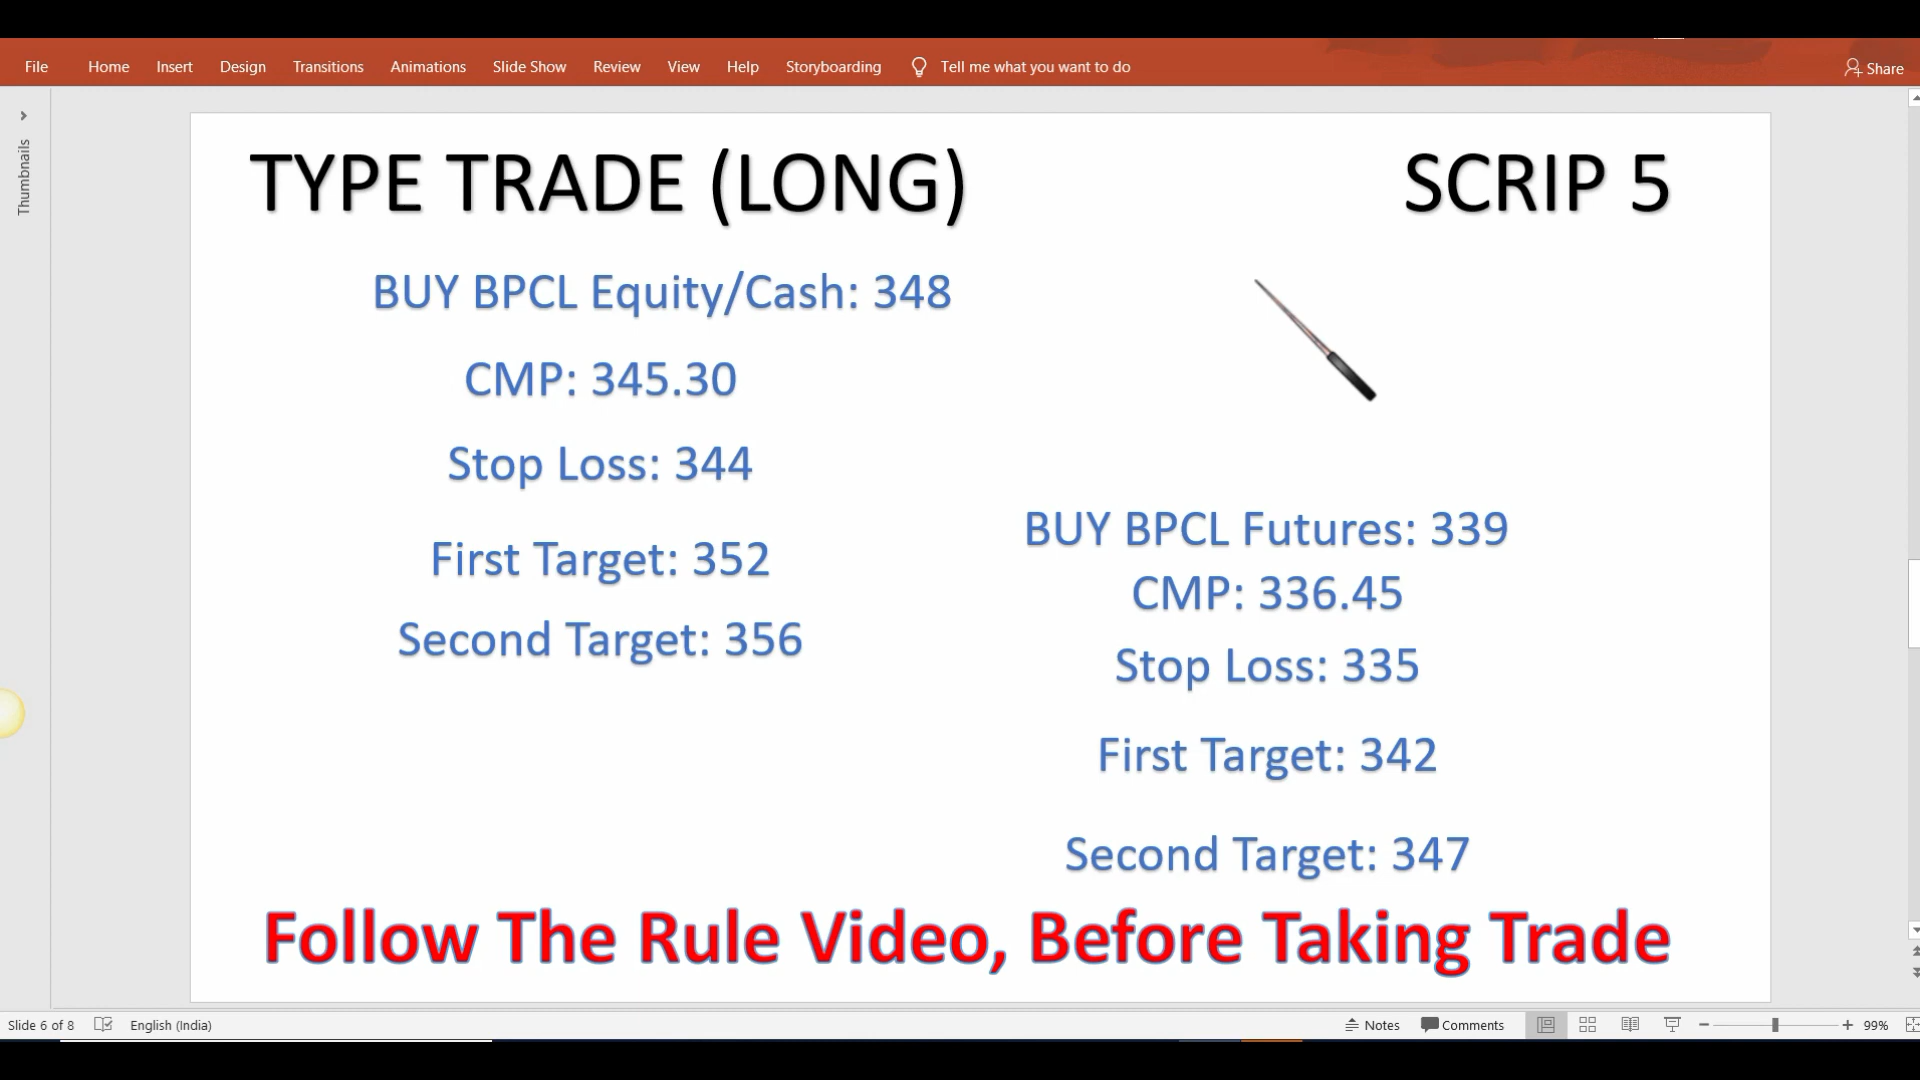 File Home Insert Design Transitions Animations Slide Show Review View Help Storyboarding Tell me what you want to do Share
Thumbnails
TYPE TRADE (LONG) SCRIP 5
BUY BPCL Equity/Cash: 348
CMP: 345.30
Stop Loss: 344
First Target: 352
Second Target: 356
BUY BPCL Futures: 339
CMP: 336.45
Stop Loss: 335
First Target: 342
Second Target: 347
Follow The Rule Video, Before Taking Trade
Slide 6 of 8 English (India) Notes Comments 99%